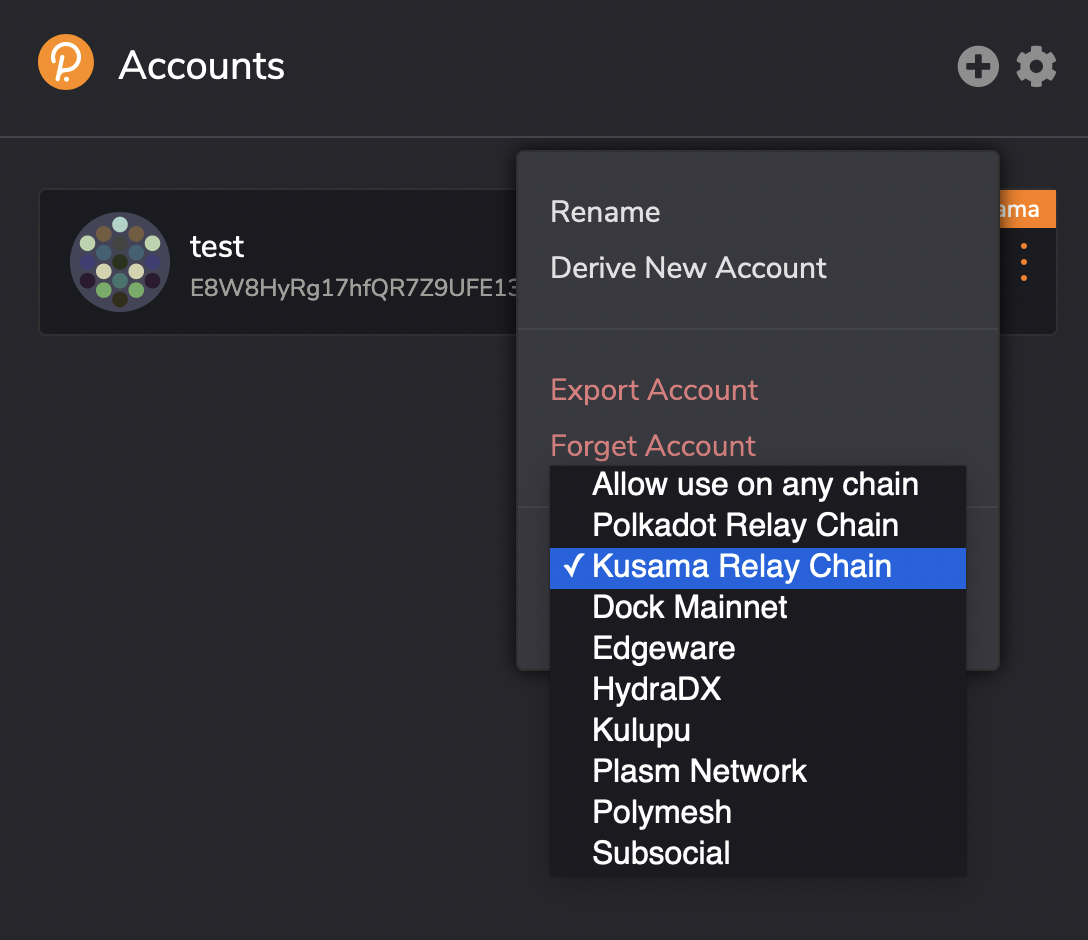 Accounts
Rename
Derive New Account
test
E8W8HyRg17hfQR7Z9UFE13
ama
Export Account
Forget Account
Allow use on any chain
Polkadot Relay Chain
✓ Kusama Relay Chain
Dock Mainnet
Edgeware
HydraDX
Kulupu
Plasm Network
Polymesh
Subsocial